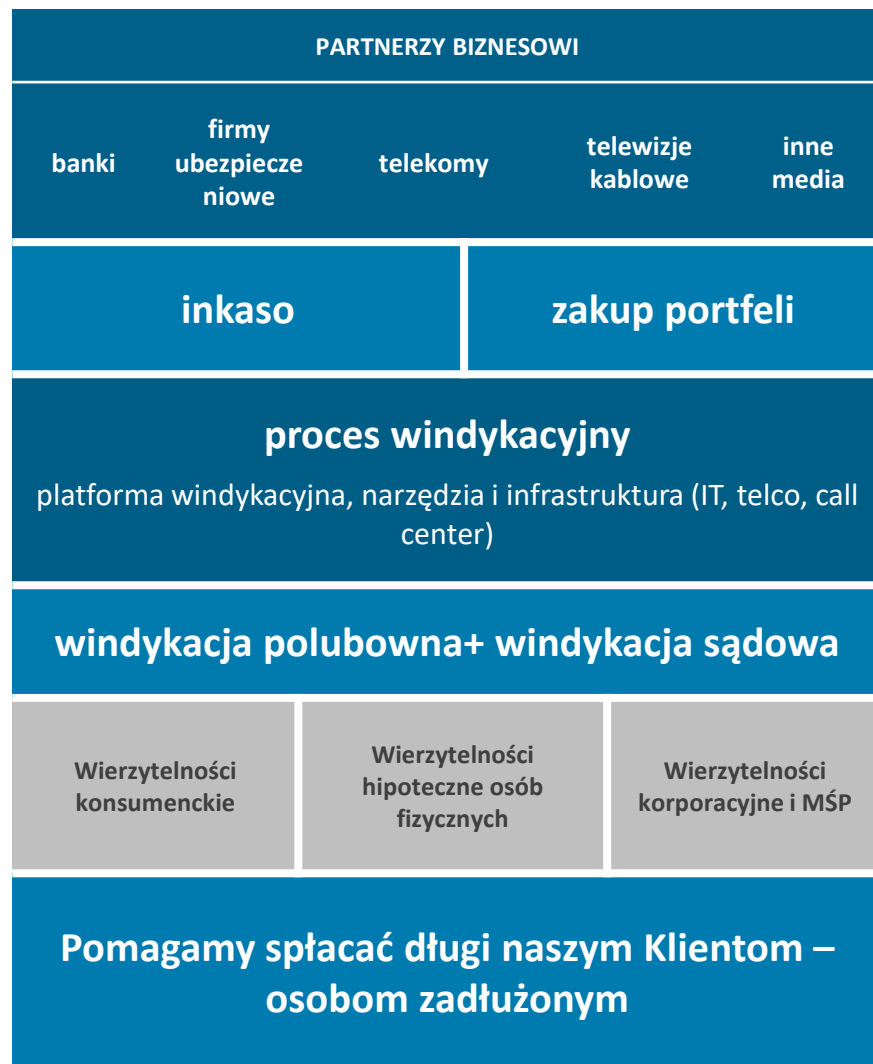 PARTNERZY BIZNESOWI
banki
firmy
ubezpiecze
niowe
telekomy
telewizje
kablowe
inne
media
inkaso
zakup portfeli
proces windykacyjny
platforma windykacyjna, narzędzia i infrastruktura (IT, telco, call
center)
windykacja polubowna+ windykacja sądowa
Wierzytelności
konsumenckie
Wierzytelności
hipoteczne osób
fizycznych
Wierzytelności
korporacyjne i MŚP
Pomagamy spłacać długi naszym Klientom –
osobom zadłużonym